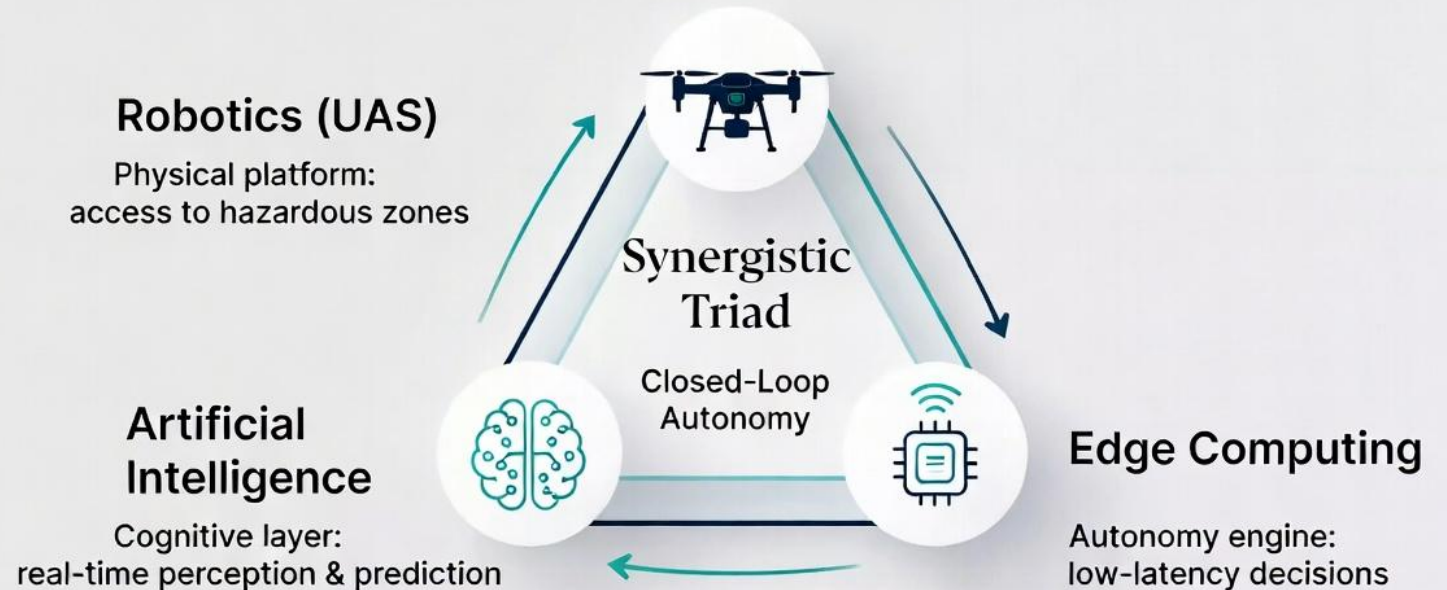 Robotics (UAS)
Physical platform:
access to hazardous zones
Synergistic
Triad
Closed-Loop
Autonomy
Artificial
Intelligence
Cognitive layer:
real-time perception & prediction
Edge Computing
Autonomy engine:
low-latency decisions